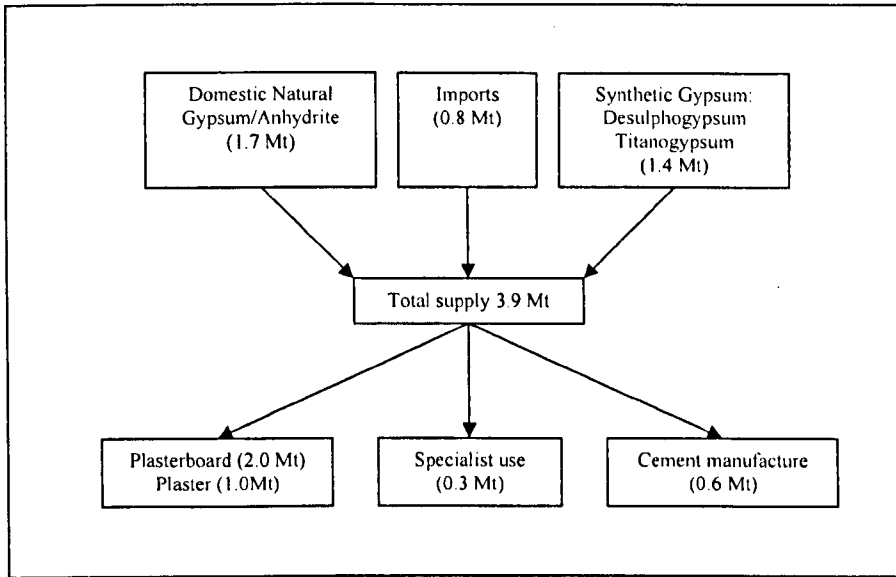 Domestic Natural
Gypsum/Anhydrite
(1.7 Mt)
Imports
(0.8 Mt)
Synthetic Gypsum:
Desulphogypsum
Titanogypsum
(1.4 Mt)
Total supply 3.9 Mt
Plasterboard (2.0 Mt)
Plaster (1.0Mt)
Specialist use
(0.3 Mt)
Cement manufacture
(0.6 Mt)